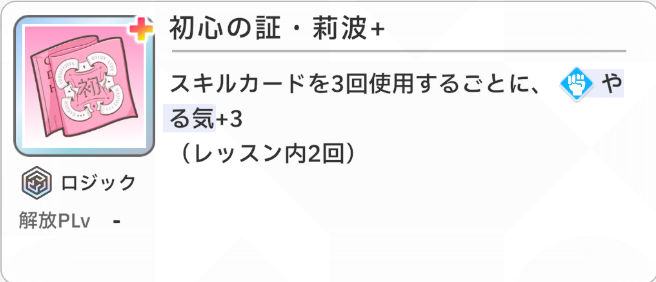 初心の証・莉波+
スキルカードを3回使用するごとに、 や
る気+3
（レッスン内2回）
初
ロジック
解放PLv -